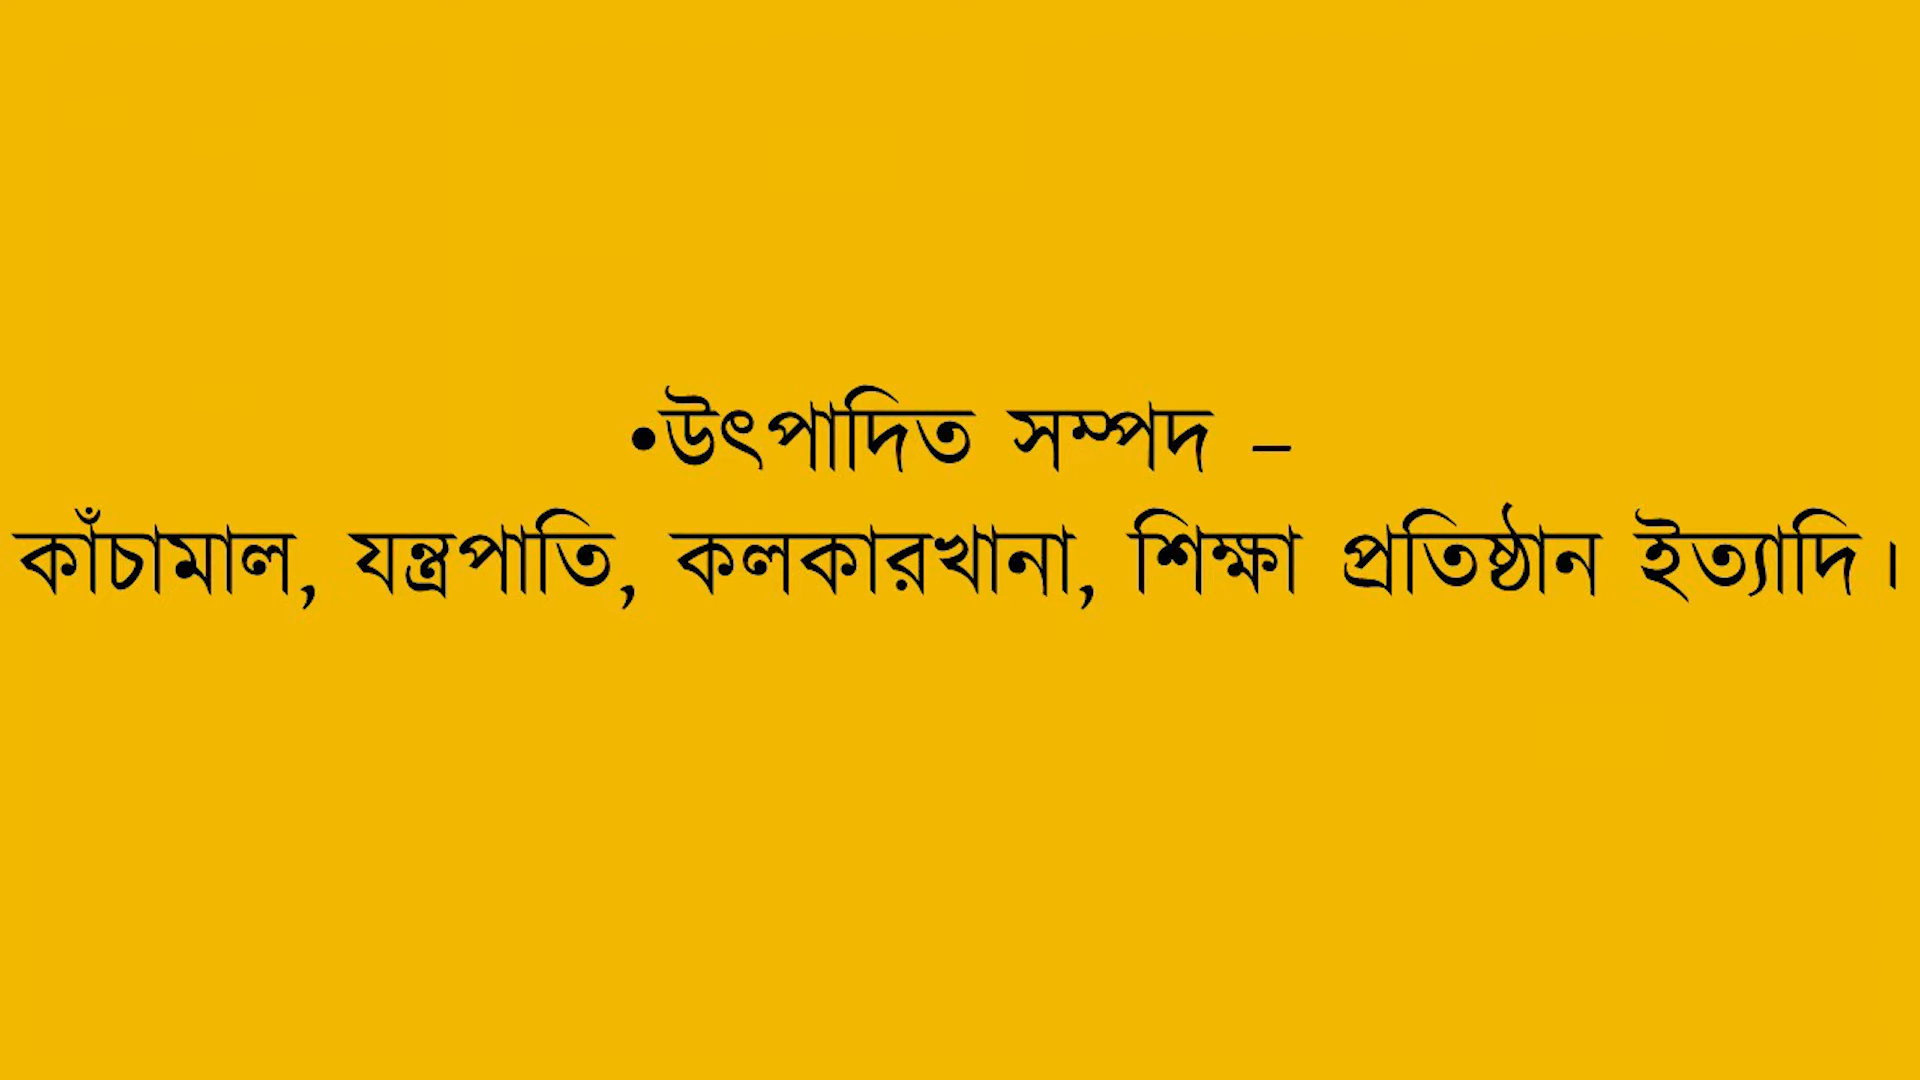 •উৎপাদিত সম্পদ –
কাঁচামাল, যন্ত্রপাতি, কলকারখানা, শিক্ষা প্রতিষ্ঠান ইত্যাদি।